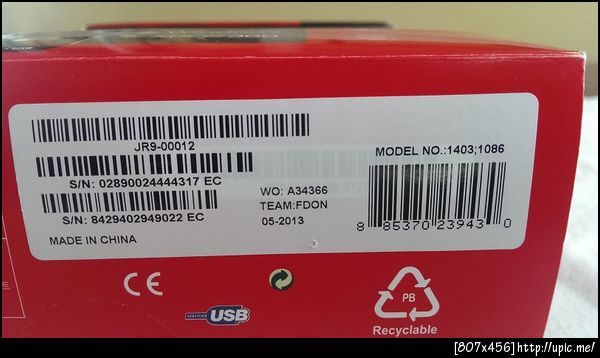 JR9-00012
S/N: 02890024444317 EC
S/N: 8429402949022 EC
MADE IN CHINA
WO: A34366
TEAM:FDON
05-2013
MODEL NO.:1403;1086
8 85370 23943 0
CE
CERTIFIED USB
PB
Recyclable
[807x456]http://upic.me/